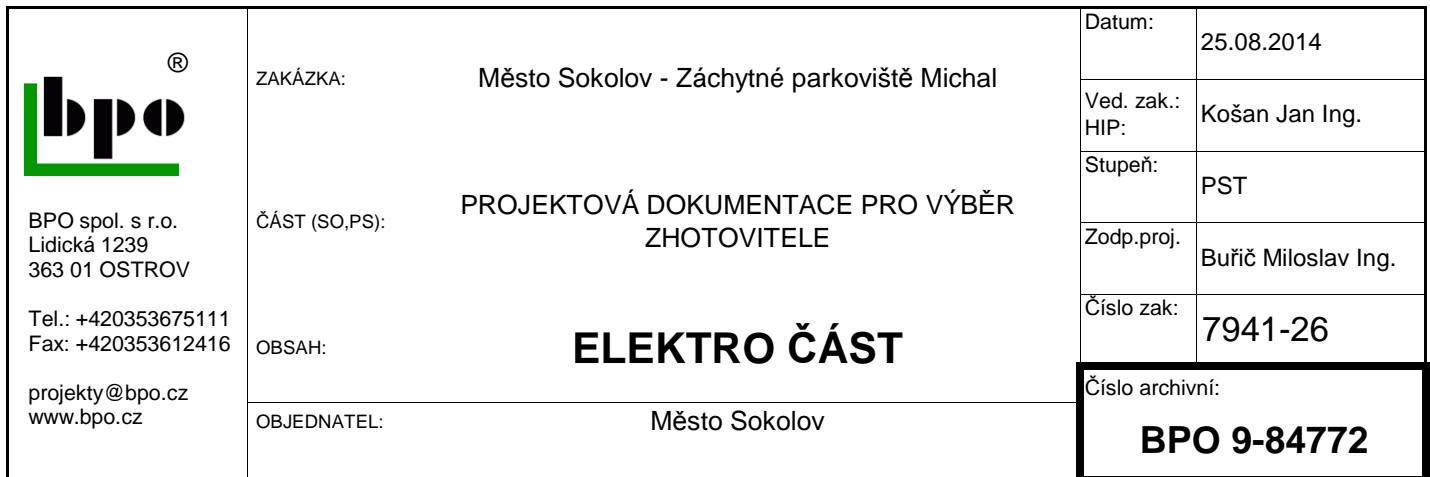 ®
bpo
BPO spol. s r.o.
Lidická 1239
363 01 OSTROV
Tel.: +420353675111
Fax: +420353612416
projekty@bpo.cz
www.bpo.cz
ZAKÁZKA: Město Sokolov - Záchytné parkoviště Michal
ČÁST (SO,PS): PROJEKTOVÁ DOKUMENTACE PRO VÝBĚR
ZHOTOVITELE
OBSAH: ELEKTRO ČÁST
OBJEDNATEL: Město Sokolov
Datum: 25.08.2014
Ved. zak.:
HIP: Košan Jan Ing.
Stupeň: PST
Zodp.proj. Buřič Miloslav Ing.
Číslo zak: 7941-26
Číslo archivní:
BPO 9-84772